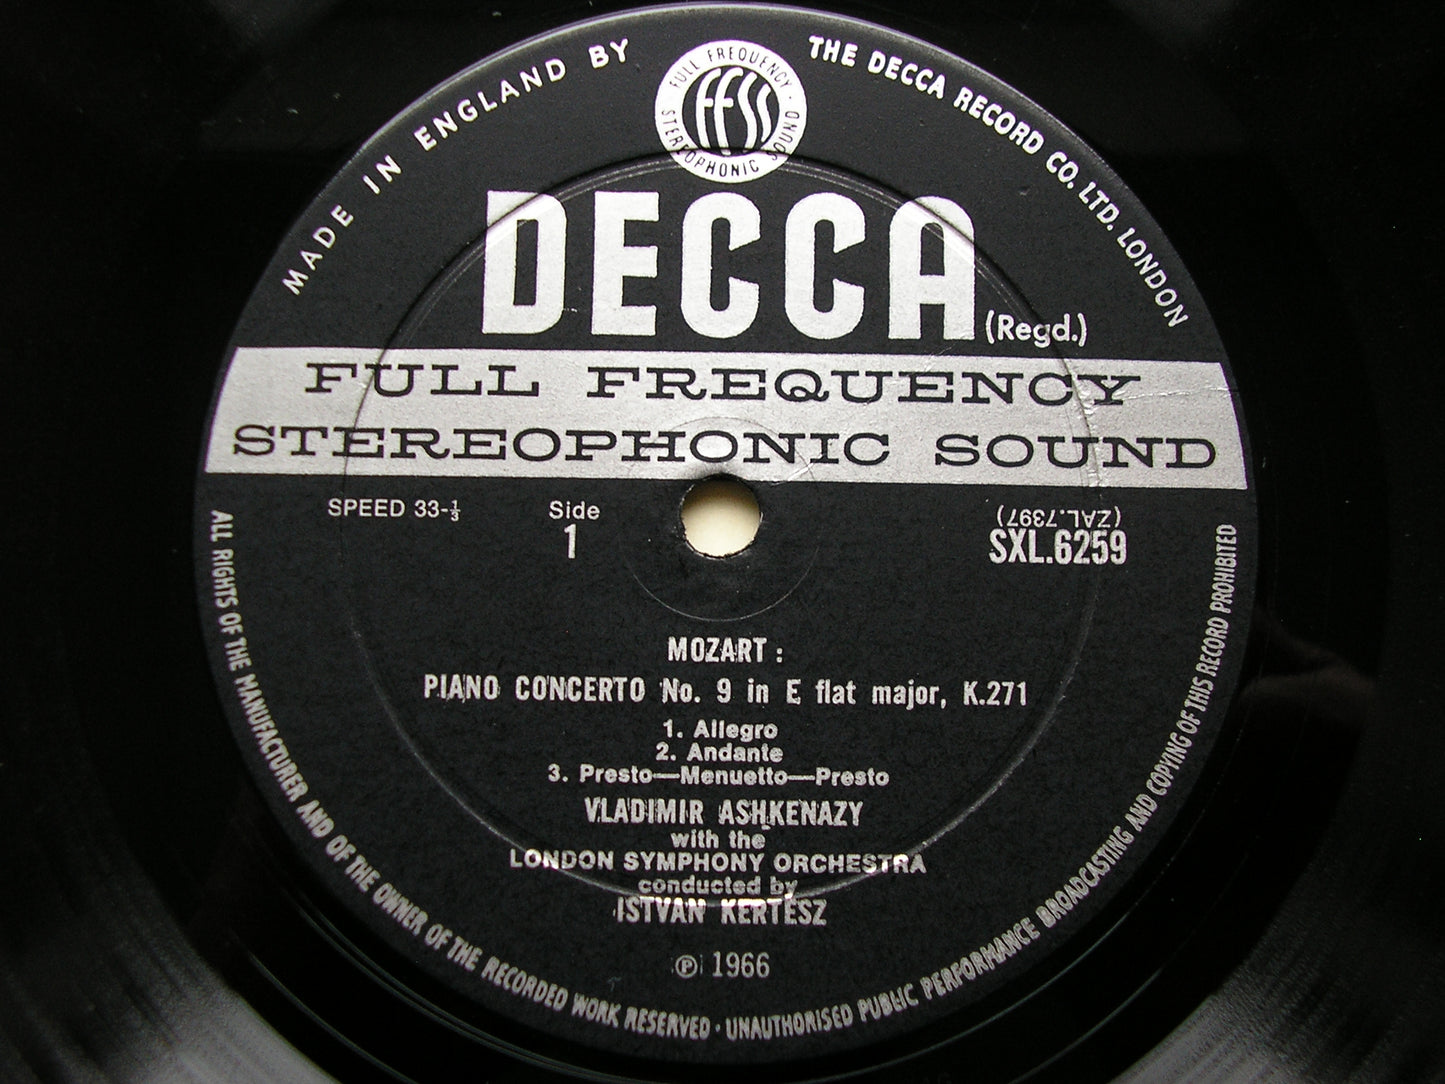 MADE IN ENGLAND BY
THE DECCA RECORD CO. LTD. LONDON
FULL FREQUENCY
STEREOPHONIC SOUND
FFSS
DECCA
(Regd.)
FULL FREQUENCY
STEREOPHONIC SOUND
SPEED 33-⅓
Side
1
(ZAL.7397)
SXL.6259
MOZART :
PIANO CONCERTO No. 9 in E flat major, K.271
1. Allegro
2. Andante
3. Presto—Menuetto—Presto
VLADIMIR ASHKENAZY
with the
LONDON SYMPHONY ORCHESTRA
conducted by
ISTVAN KERTESZ
℗ 1966
ALL RIGHTS OF THE MANUFACTURER AND OF THE OWNER OF THE RECORDED WORK RESERVED · UNAUTHORISED PUBLIC PERFORMANCE BROADCASTING AND COPYING OF THIS RECORD PROHIBITED